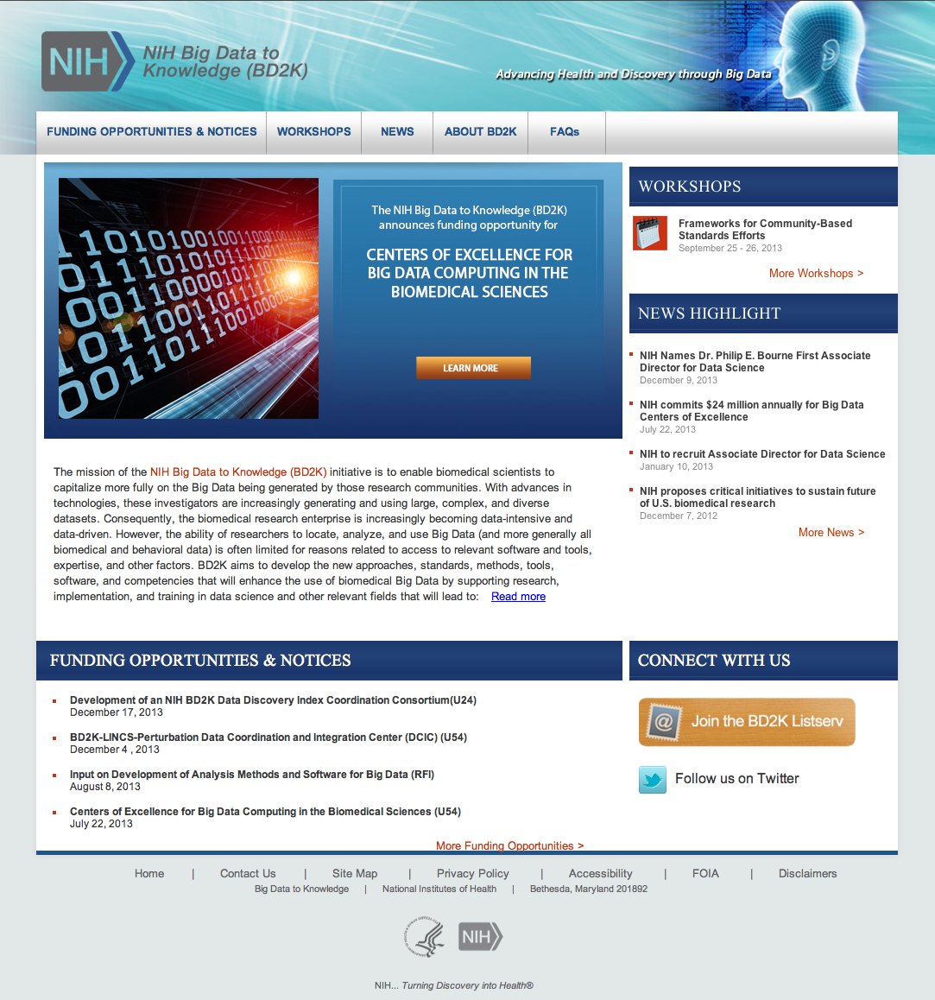 NIH
NIH Big Data to
Knowledge (BD2K)
Advancing Health and Discovery through Big Data
FUNDING OPPORTUNITIES & NOTICES
WORKSHOPS
NEWS
ABOUT BD2K
FAQs
The NIH Big Data to Knowledge (BD2K)
announces funding opportunity for
CENTERS OF EXCELLENCE FOR
BIG DATA COMPUTING IN THE
BIOMEDICAL SCIENCES
LEARN MORE
WORKSHOPS
Frameworks for Community-Based
Standards Efforts
September 25 - 26, 2013
More Workshops >
NEWS HIGHLIGHT
NIH Names Dr. Philip E. Bourne First Associate
Director for Data Science
December 9, 2013
NIH commits $24 million annually for Big Data
Centers of Excellence
July 22, 2013
NIH to recruit Associate Director for Data Science
January 10, 2013
NIH proposes critical initiatives to sustain future
of U.S. biomedical research
December 7, 2012
More News >
The mission of the NIH Big Data to Knowledge (BD2K) initiative is to enable biomedical scientists to
capitalize more fully on the Big Data being generated by those research communities. With advances in
technologies, these investigators are increasingly generating and using large, complex, and diverse
datasets. Consequently, the biomedical research enterprise is increasingly becoming data-intensive and
data-driven. However, the ability of researchers to locate, analyze, and use Big Data (and more generally all
biomedical and behavioral data) is often limited for reasons related to access to relevant software and tools,
expertise, and other factors. BD2K aims to develop the new approaches, standards, methods, tools,
software, and competencies that will enhance the use of biomedical Big Data by supporting research,
implementation, and training in data science and other relevant fields that will lead to: Read more
FUNDING OPPORTUNITIES & NOTICES
Development of an NIH BD2K Data Discovery Index Coordination Consortium(U24)
December 17, 2013
BD2K-LINCS-Perturbation Data Coordination and Integration Center (DCIC) (U54)
December 4 , 2013
Input on Development of Analysis Methods and Software for Big Data (RFI)
August 8, 2013
Centers of Excellence for Big Data Computing in the Biomedical Sciences (U54)
July 22, 2013
More Funding Opportunities >
CONNECT WITH US
@ Join the BD2K Listserv
Follow us on Twitter
Home | Contact Us | Site Map | Privacy Policy | Accessibility | FOIA | Disclaimers
Big Data to Knowledge | National Institutes of Health | Bethesda, Maryland 201892
NIH
NIH... Turning Discovery into Health®